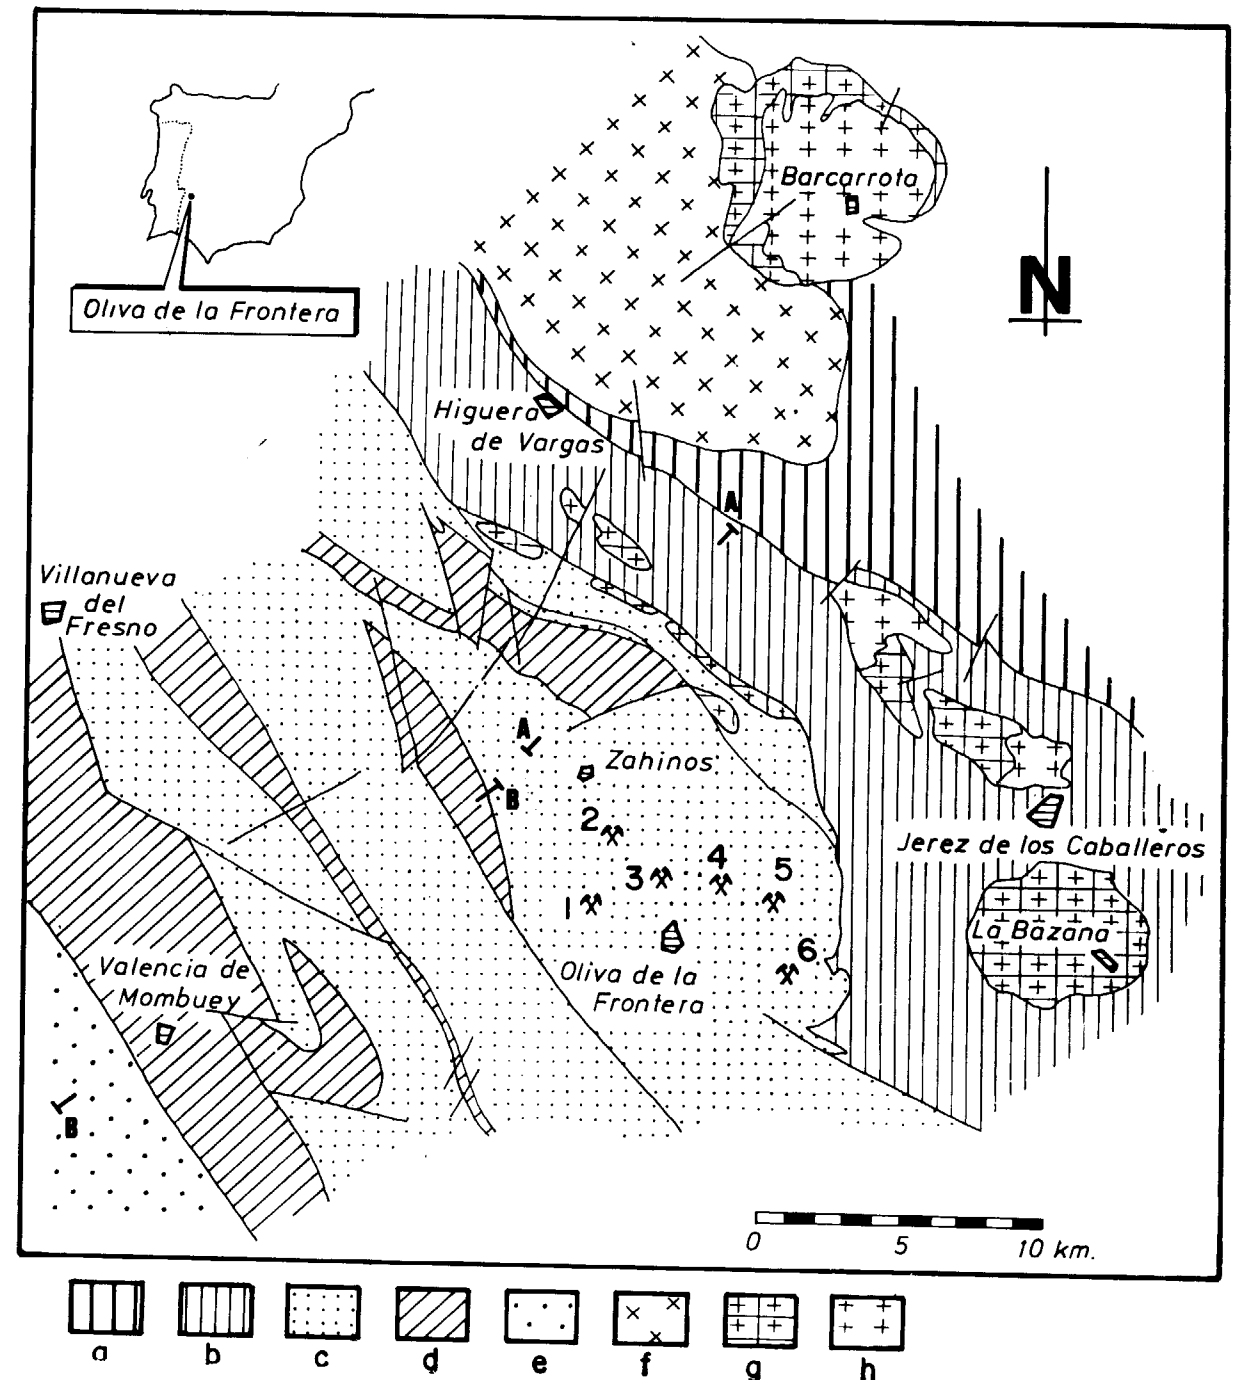 Barcarrota
N
Oliva de la Frontera
Higuera
de Vargas
A
Villanueva
del
Fresno
A
Zahinos
B
2
Jerez de los Caballeros
4
5
3
1
La Bazana
6
Oliva de la
Frontera
Valencia de
Mombuey
B
0 5 10 km.
a b c d e f g h